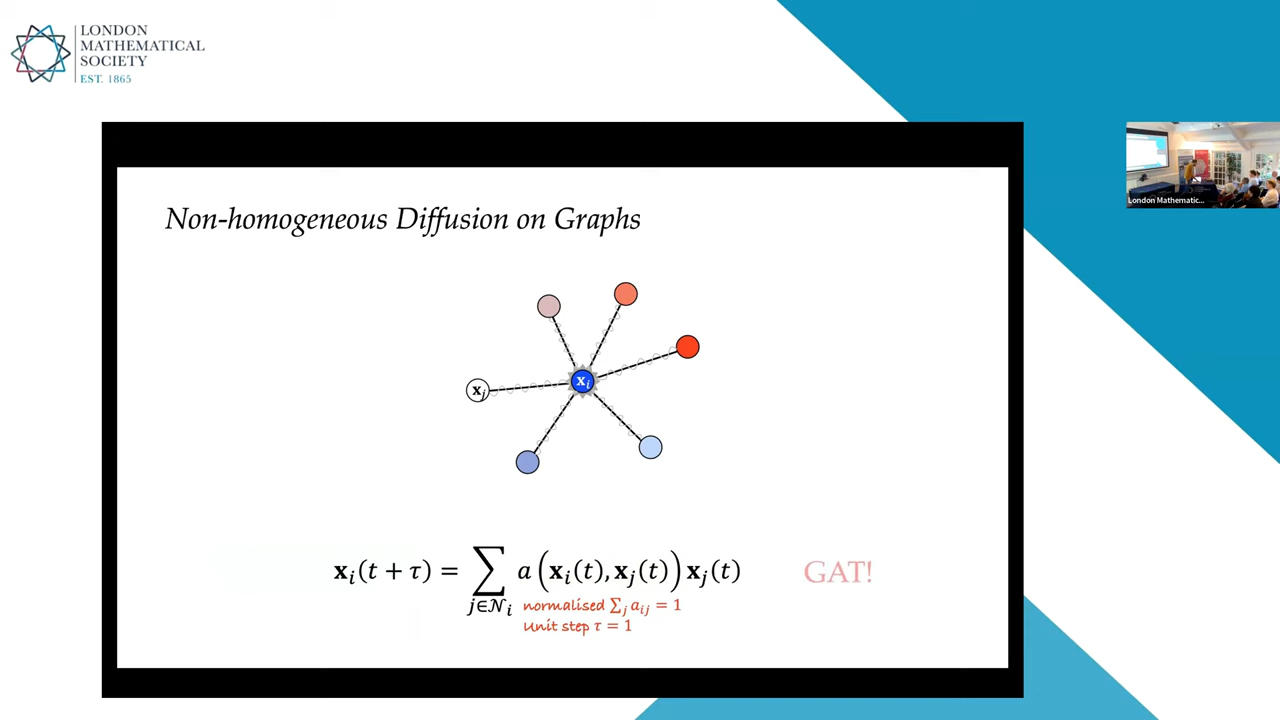 LONDON
MATHEMATICAL
SOCIETY
EST. 1865
London Mathematic...
Non-homogeneous Diffusion on Graphs
𝐱ⱼ
𝐱ᵢ
𝐱ᵢ(t + τ) = ∑_{j∈𝒩ᵢ} a(𝐱ᵢ(t), 𝐱ⱼ(t)) 𝐱ⱼ(t)
GAT!
normalised ∑ⱼ aᵢⱼ = 1
Unit step τ = 1